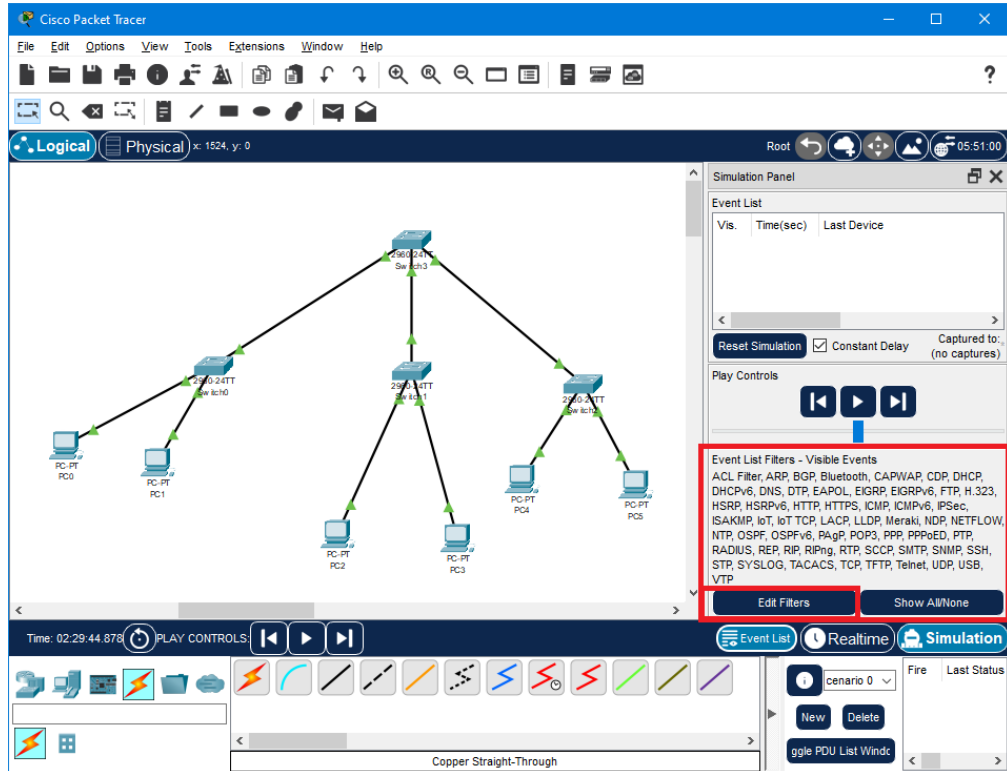 Cisco Packet Tracer
File Edit Options View Tools Extensions Window Help
?
Logical Physical x: 1524, y: 0
Root 05:51:00
Simulation Panel
Event List
Vis. Time(sec) Last Device
Reset Simulation Constant Delay Captured to:
(no captures)
Play Controls
Event List Filters - Visible Events
ACL Filter, ARP, BGP, Bluetooth, CAPWAP, CDP, DHCP,
DHCPv6, DNS, DTP, EAPOL, EIGRP, EIGRPv6, FTP, H.323,
HSRP, HSRPv6, HTTP, HTTPS, ICMP, ICMPv6, IPSec,
ISAKMP, IoT, IoT TCP, LACP, LLDP, Meraki, NDP, NETFLOW,
NTP, OSPF, OSPFv6, PAgP, POP3, PPP, PPPoED, PTP,
RADIUS, REP, RIP, RIPng, RTP, SCCP, SMTP, SNMP, SSH,
STP, SYSLOG, TACACS, TCP, TFTP, Telnet, UDP, USB,
VTP
Edit Filters Show All/None
2960-24TT
Switch3
2960-24TT
Switch0
2960-24TT
Switch1
2960-24TT
Switch2
PC-PT
PC0
PC-PT
PC1
PC-PT
PC2
PC-PT
PC3
PC-PT
PC4
PC-PT
PC5
Time: 02:29:44.878 PLAY CONTROLS:
Event List Realtime Simulation
cenario 0
New Delete
ggle PDU List Windc
Fire Last Status
Copper Straight-Through